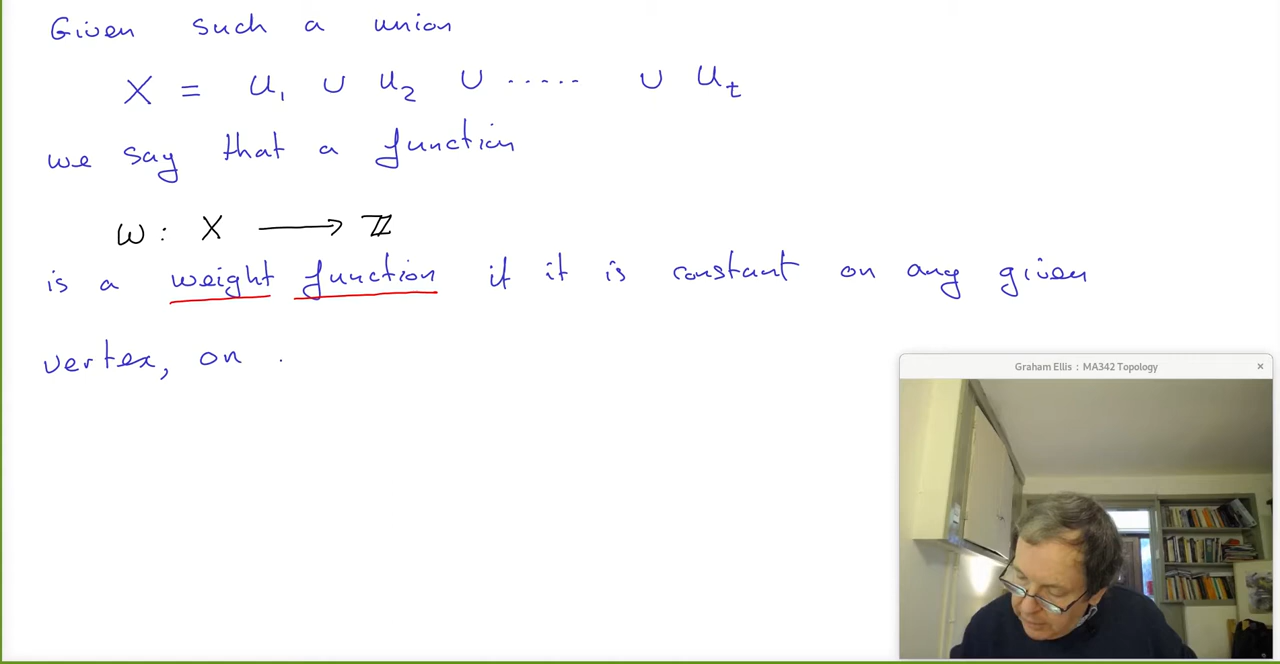 Given such a union
X = U₁ ∪ U₂ ∪ ..... ∪ Uₜ
we say that a function
w : X ⟶ ℤ
is a weight function if it is constant on any given
vertex, on .
Graham Ellis : MA342 Topology ×